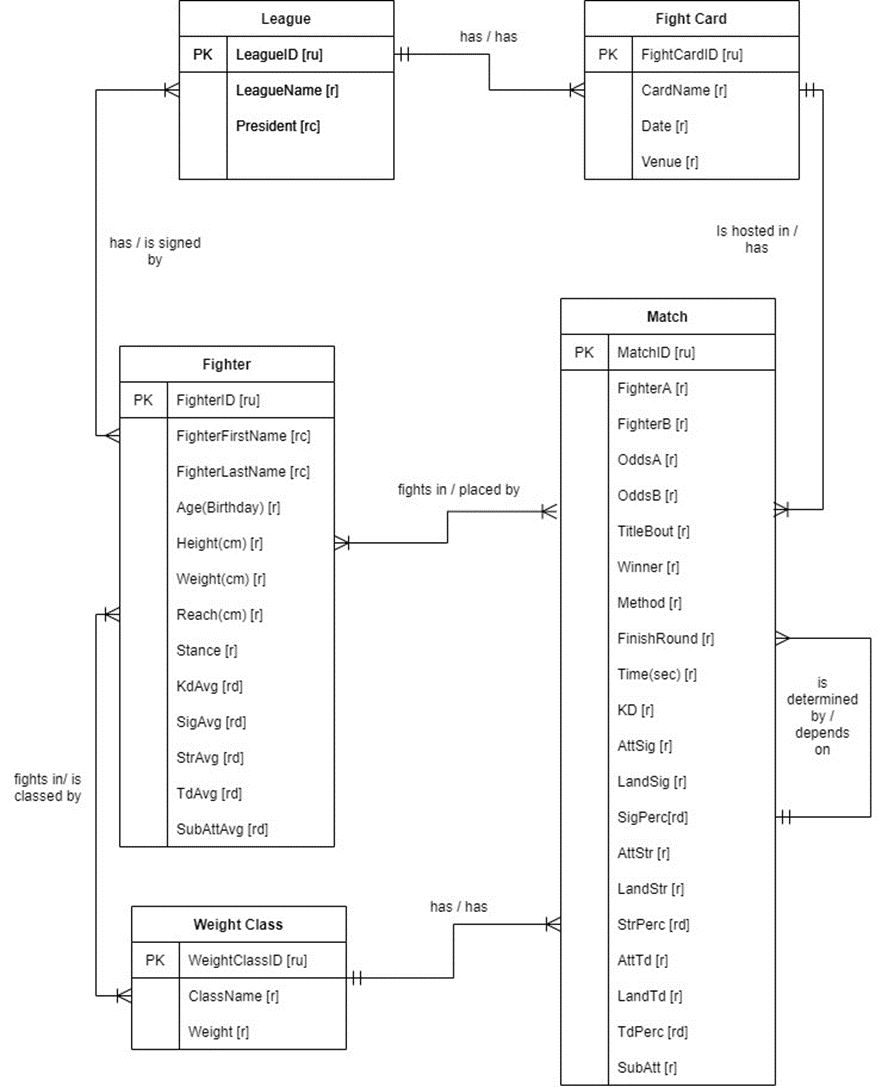 League
PK LeagueID [ru]
LeagueName [r]
President [rc]
has / has
Fight Card
PK FightCardID [ru]
CardName [r]
Date [r]
Venue [r]
has / is signed
by
Is hosted in /
has
Fighter
PK FighterID [ru]
FighterFirstName [rc]
FighterLastName [rc]
Age(Birthday) [r]
Height(cm) [r]
Weight(cm) [r]
Reach(cm) [r]
Stance [r]
KdAvg [rd]
SigAvg [rd]
StrAvg [rd]
TdAvg [rd]
SubAttAvg [rd]
fights in / placed by
Match
PK MatchID [ru]
FighterA [r]
FighterB [r]
OddsA [r]
OddsB [r]
TitleBout [r]
Winner [r]
Method [r]
FinishRound [r]
Time(sec) [r]
KD [r]
AttSig [r]
LandSig [r]
SigPerc[rd]
AttStr [r]
LandStr [r]
StrPerc [rd]
AttTd [r]
LandTd [r]
TdPerc [rd]
SubAtt [r]
is
determined
by /
depends
on
fights in/ is
classed by
Weight Class
PK WeightClassID [ru]
ClassName [r]
Weight [r]
has / has